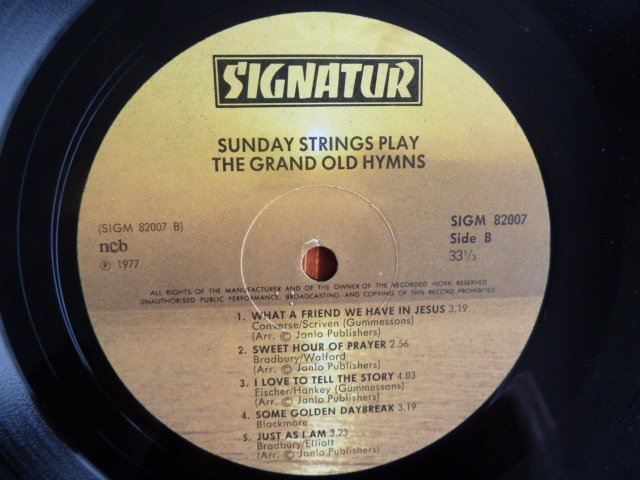 SIGNATUR
SUNDAY STRINGS PLAY
THE GRAND OLD HYMNS
(SIGM 82007 B)
ncb
℗ 1977
SIGM 82007
Side B
33 1/3
ALL RIGHTS OF THE MANUFACTURER AND OF THE OWNER OF THE RECORDED WORK RESERVED
UNAUTHORISED PUBLIC PERFORMANCE, BROADCASTING AND COPYING OF THIS RECORD PROHIBITED.
1. WHAT A FRIEND WE HAVE IN JESUS 3.19
Converse/Scriven (Gummessons)
(Arr. © Janlo Publishers)
2. SWEET HOUR OF PRAYER 2.56
Bradbury/Walford
(Arr. © Janlo Publishers)
3. I LOVE TO TELL THE STORY 4.03
Fischer/Hankey (Gummessons)
(Arr. © Janlo Publishers)
4. SOME GOLDEN DAYBREAK 3.19
Blackmore
5. JUST AS I AM 3.23
Bradbury/Elliott
(Arr. © Janlo Publishers)